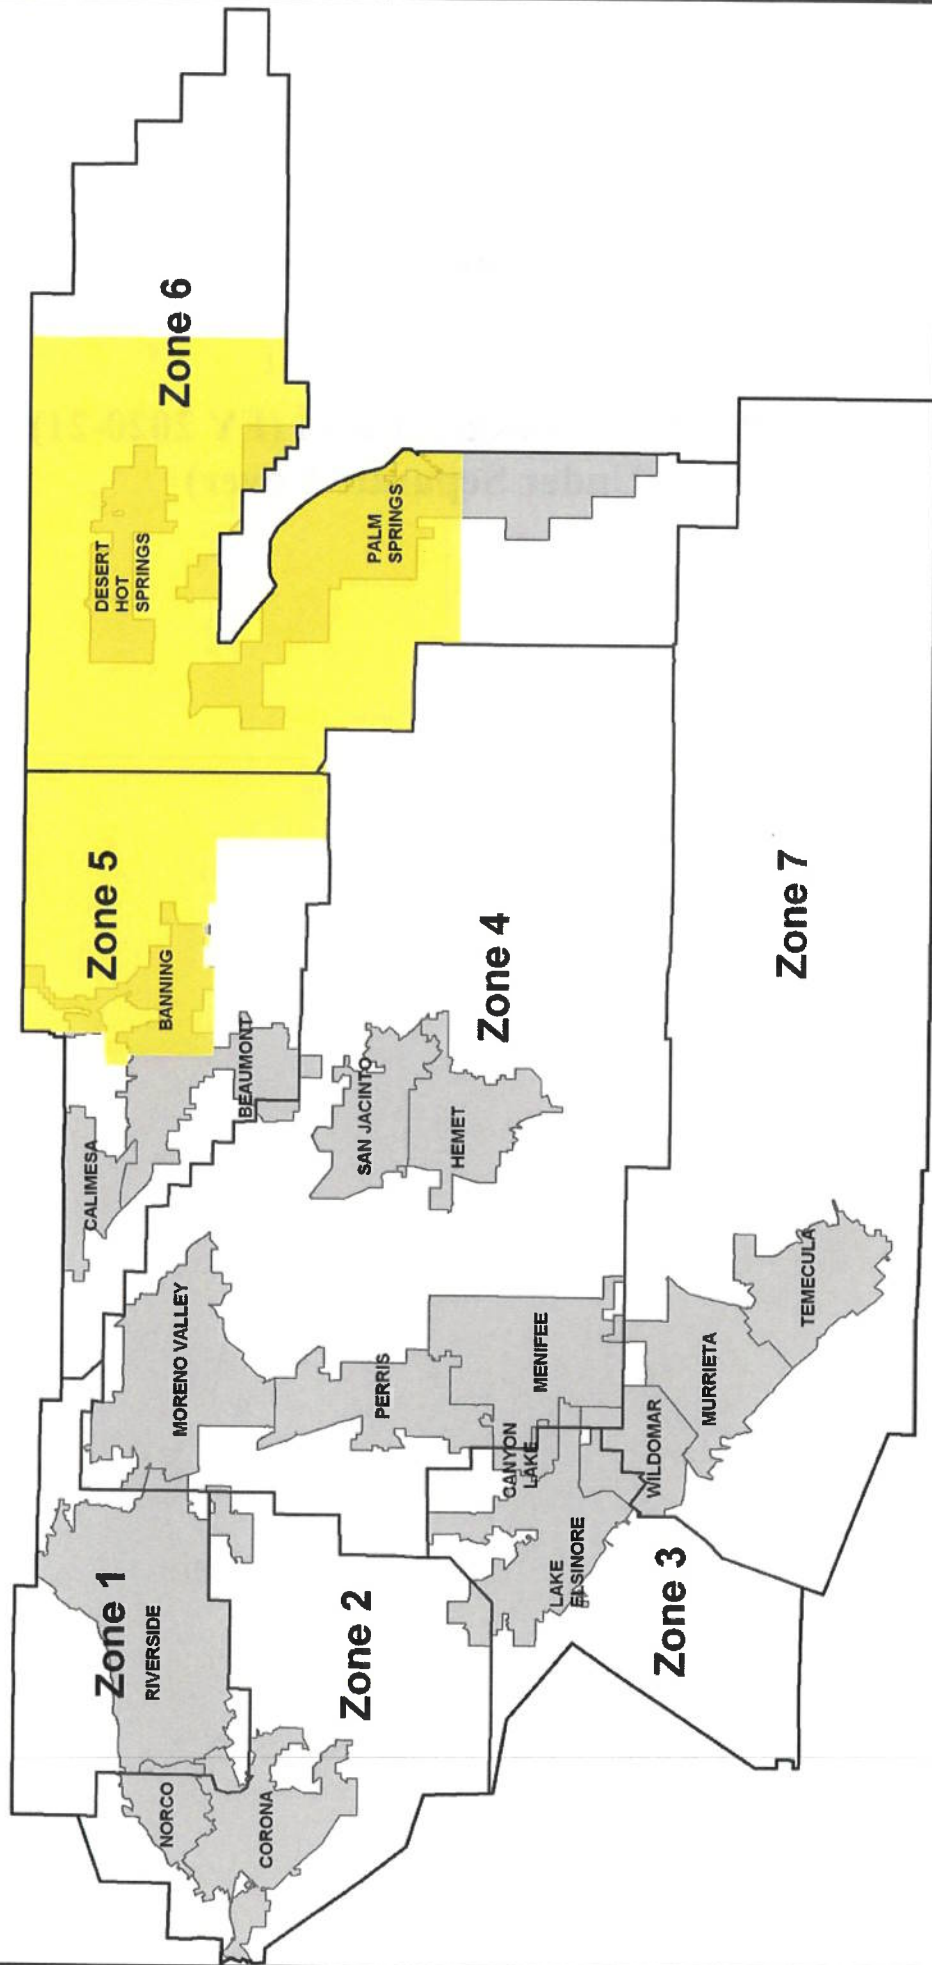 Zone 1
RIVERSIDE
NORCO
CORONA
Zone 2
MORENO VALLEY
PERRIS
CALIMESA
BEAUMONT
BANNING
Zone 5
DESERT
HOT
SPRINGS
Zone 6
PALM
SPRINGS
SAN JACINTO
HEMET
Zone 4
MENIFEE
CANYON
LAKE
LAKE
ELSINORE
WILDOMAR
MURRIETA
TEMECULA
Zone 3
Zone 7